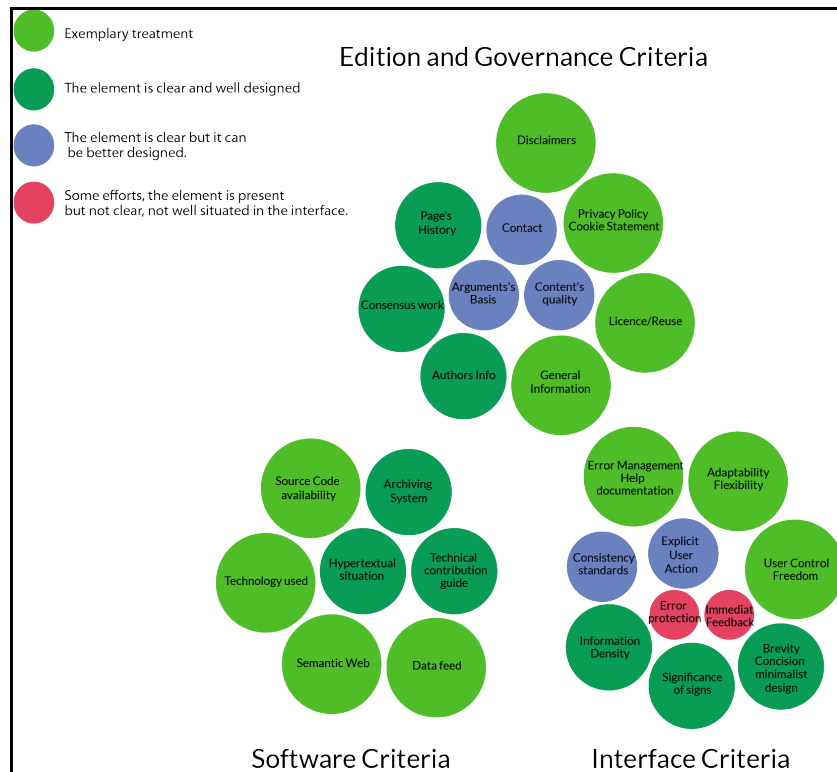 Exemplary treatment
The element is clear and well designed
The element is clear but it can
be better designed.
Some efforts, the element is present
but not clear, not well situated in the interface.
Edition and Governance Criteria
Disclaimers
Page's
History
Contact
Privacy Policy
Cookie Statement
Consensus work
Arguments's
Basis
Content's
quality
Licence/Reuse
Authors Info
General
Information
Source Code
availability
Archiving
System
Technology used
Hypertextual
situation
Technical
contribution
guide
Semantic Web
Data feed
Software Criteria
Error Management
Help
documentation
Adaptability
Flexibility
Consistency
standards
Explicit
User
Action
User Control
Freedom
Error
protection
Immediat
Feedback
Information
Density
Significance
of signs
Brevity
Concision
minimalist
design
Interface Criteria